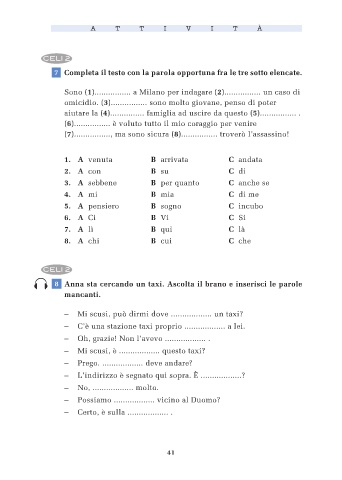 A T T I V I T À
CELI 2
7 Completa il testo con la parola opportuna fra le tre sotto elencate.
Sono (1)................ a Milano per indagare (2)................ un caso di
omicidio. (3)................ sono molto giovane, penso di poter
aiutare la (4)............... famiglia ad uscire da questo (5)................ .
(6)................ è voluto tutto il mio coraggio per venire
(7)................, ma sono sicura (8)................ troverò l'assassino!
1. A venuta B arrivata C andata
2. A con B su C di
3. A sebbene B per quanto C anche se
4. A mi B mia C di me
5. A pensiero B sogno C incubo
6. A Ci B Vi C Si
7. A lì B qui C là
8. A chi B cui C che
CELI 2
8 Anna sta cercando un taxi. Ascolta il brano e inserisci le parole
mancanti.
– Mi scusi, può dirmi dove .................. un taxi?
– C'è una stazione taxi proprio .................. a lei.
– Oh, grazie! Non l'avevo .................. .
– Mi scusi, è .................. questo taxi?
– Prego. .................. deve andare?
– L'indirizzo è segnato qui sopra. È ..................?
– No, .................. molto.
– Possiamo .................. vicino al Duomo?
– Certo, è sulla .................. .
41